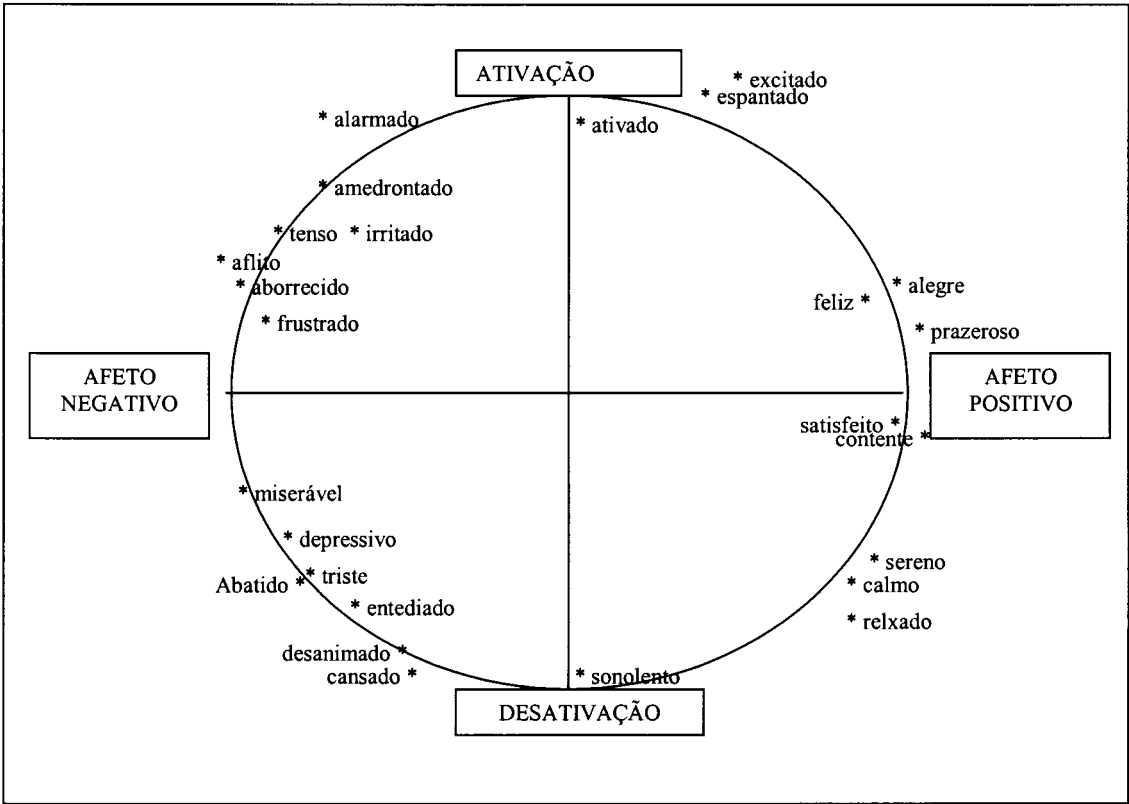 ATIVAÇÃO
* excitado
* espantado
* alarmado
* ativado
* amedrontado
* tenso
* irritado
* aflito
* aborrecido
* alegre
feliz *
* frustrado
* prazeroso
AFETO
NEGATIVO
AFETO
POSITIVO
satisfeito *
contente *
* miserável
* depressivo
* sereno
* triste
Abatido *
* calmo
* entediado
* relxado
desanimado *
cansado *
* sonolento
DESATIVAÇÃO